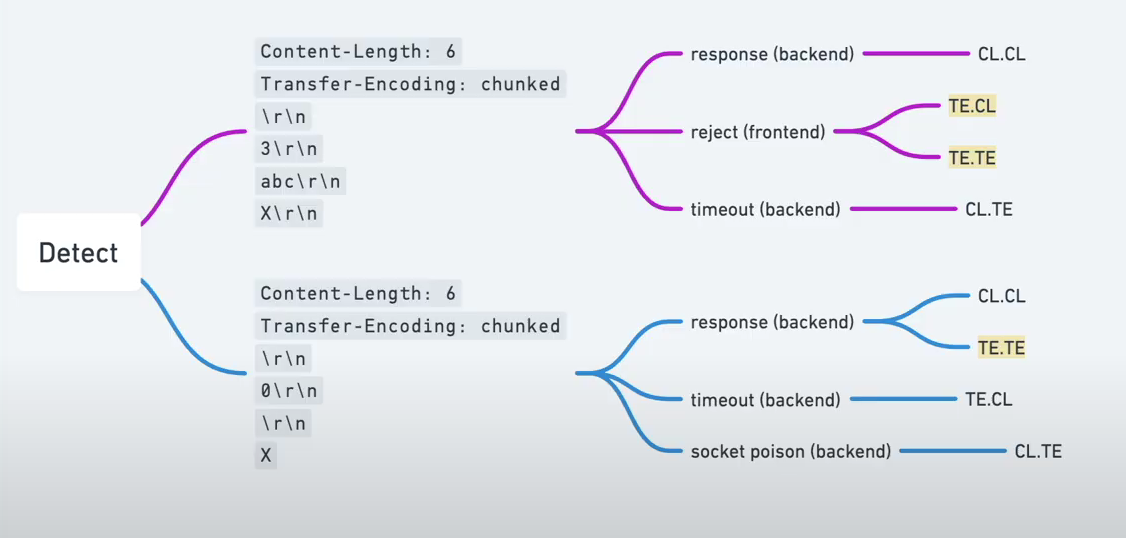 Detect
Content-Length: 6
Transfer-Encoding: chunked
\r\n
3\r\n
abc\r\n
X\r\n
response (backend)
CL.CL
reject (frontend)
TE.CL
TE.TE
timeout (backend)
CL.TE
Content-Length: 6
Transfer-Encoding: chunked
\r\n
0\r\n
\r\n
X
response (backend)
CL.CL
TE.TE
timeout (backend)
TE.CL
socket poison (backend)
CL.TE